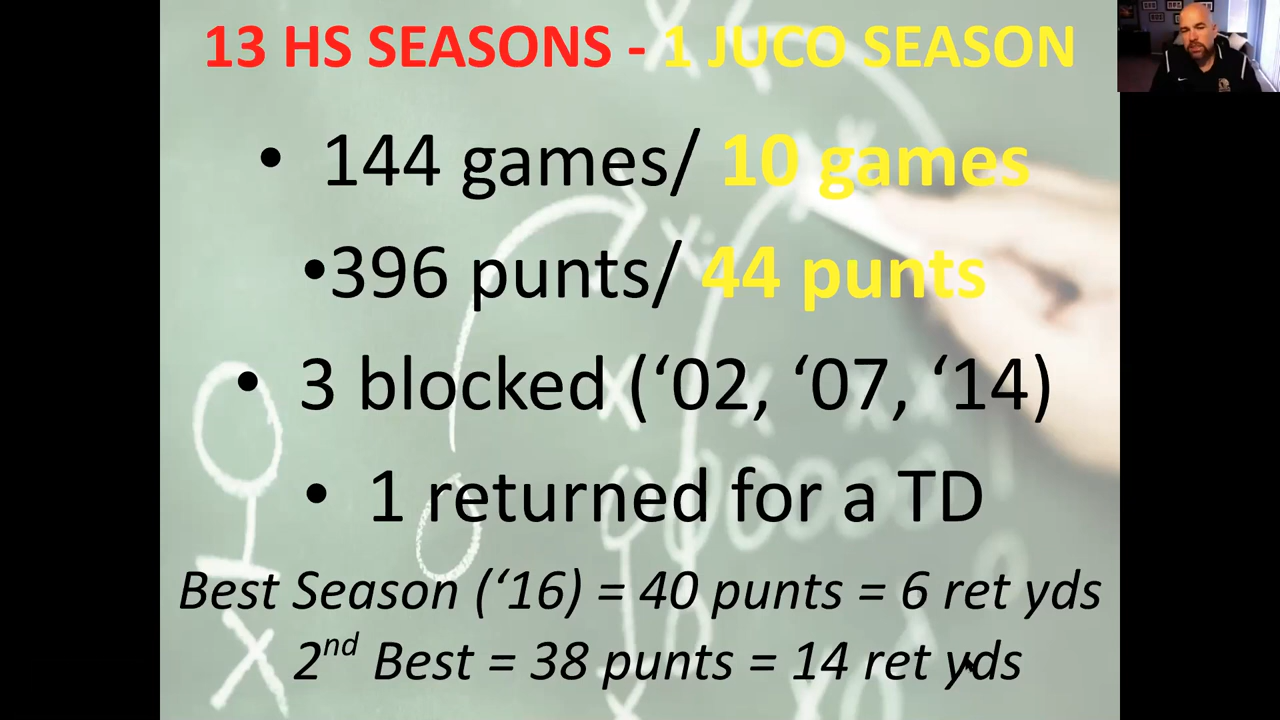 13 HS SEASONS - 1 JUCO SEASON
• 144 games/ 10 games
•396 punts/ 44 punts
• 3 blocked (‘02, ‘07, ‘14)
• 1 returned for a TD
Best Season (‘16) = 40 punts = 6 ret yds
2nd Best = 38 punts = 14 ret yds